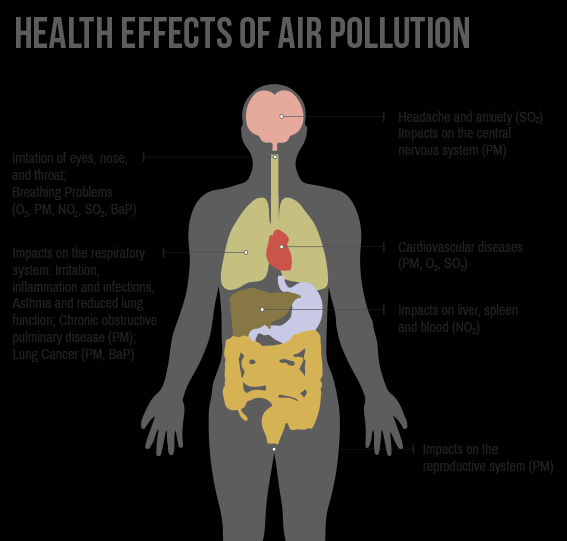 HEALTH EFFECTS OF AIR POLLUTION
Headache and anxiety (SO₂)
Impacts on the central
nervous system (PM)
Irritation of eyes, nose,
and throat;
Breathing Problems
(O₃, PM, NO₂, SO₂, BaP)
Impacts on the respiratory
system: Irritation,
inflammation and infections,
Asthma and reduced lung
function; Chronic obstructive
pulminary disease (PM);
Lung Cancer (PM, BaP)
Cardiovascular diseases
(PM, O₃, SO₂)
Impacts on liver, spleen
and blood (NO₂)
Impacts on the
reproductive system (PM)